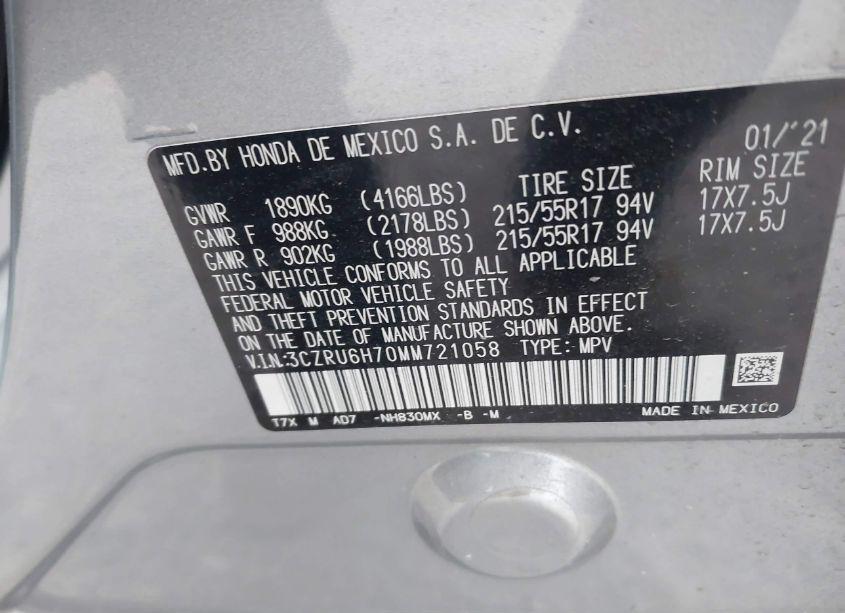 MFD.BY HONDA DE MEXICO S.A. DE C.V. 01/'21
TIRE SIZE RIM SIZE
GVWR 1890KG (4166LBS)
GAWR F 988KG (2178LBS) 215/55R17 94V 17X7.5J
GAWR R 902KG (1988LBS) 215/55R17 94V 17X7.5J
THIS VEHICLE CONFORMS TO ALL APPLICABLE
FEDERAL MOTOR VEHICLE SAFETY
AND THEFT PREVENTION STANDARDS IN EFFECT
ON THE DATE OF MANUFACTURE SHOWN ABOVE.
V.I.N:3CZRU6H70MM721058 TYPE: MPV
T7X M AD7 -NH830MX -B -M MADE IN MEXICO